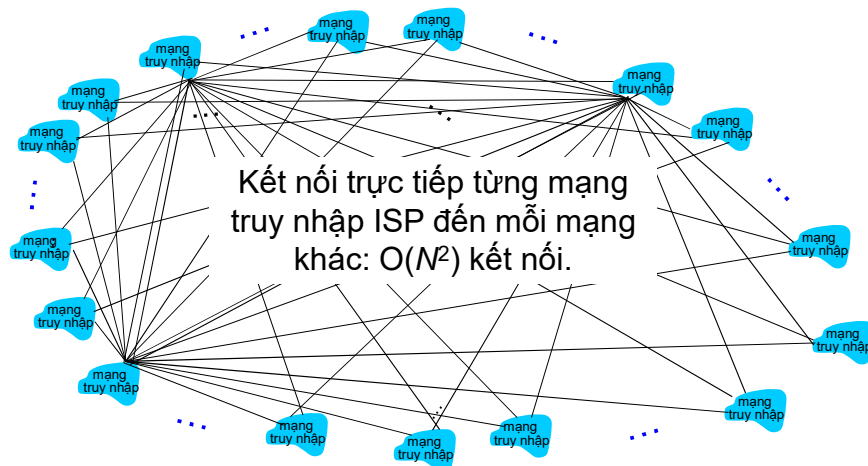 mạng
truy nhập
mạng
truy nhập
mạng
truy nhập
mạng
truy nhập
mạng
truy nhập
mạng
truy nhập
mạng
truy nhập
Kết nối trực tiếp từng mạng
truy nhập ISP đến mỗi mạng
khác: O(N²) kết nối.
mạng
truy nhập
mạng
truy nhập
mạng
truy nhập
mạng
truy nhập
mạng
truy nhập
mạng
truy nhập
mạng
truy nhập
mạng
truy nhập
mạng
truy nhập